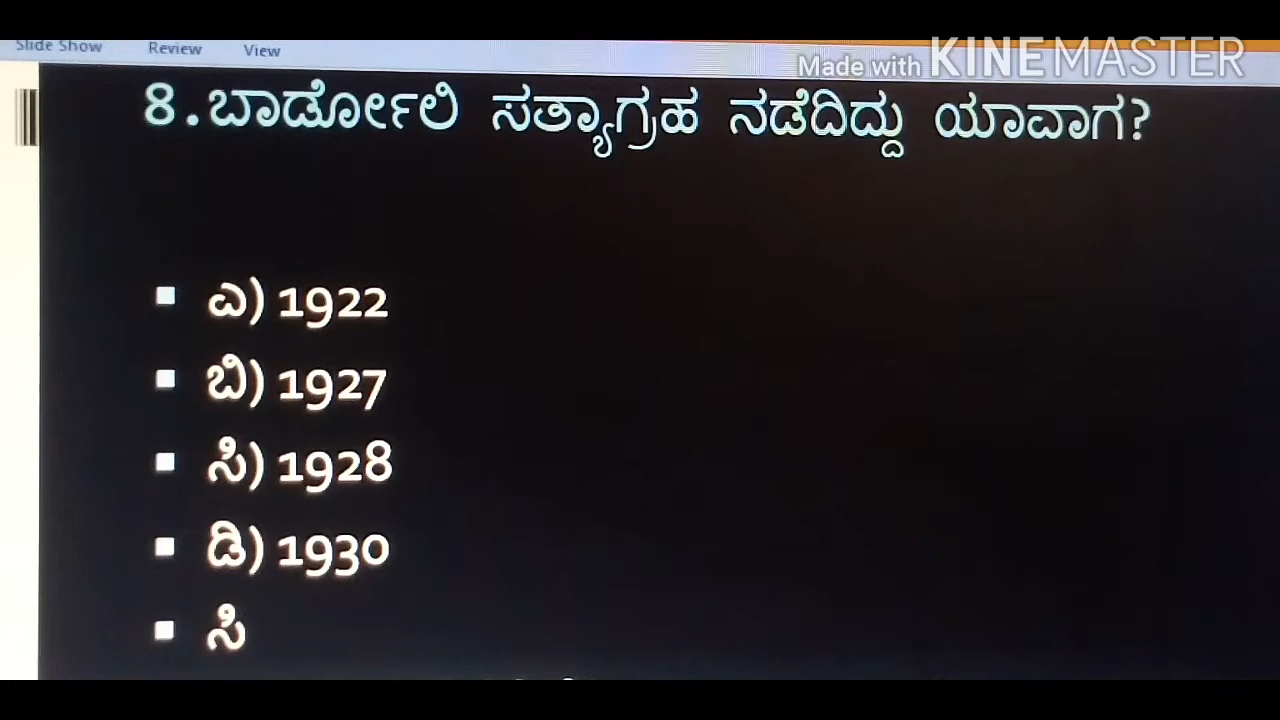 Slide Show Review View
Made with KINEMASTER
8.ಬಾರ್ಡೋಲಿ ಸತ್ಯಾಗ್ರಹ ನಡೆದಿದ್ದು ಯಾವಾಗ?
ಎ) 1922
ಬಿ) 1927
ಸಿ) 1928
ಡಿ) 1930
ಸಿ